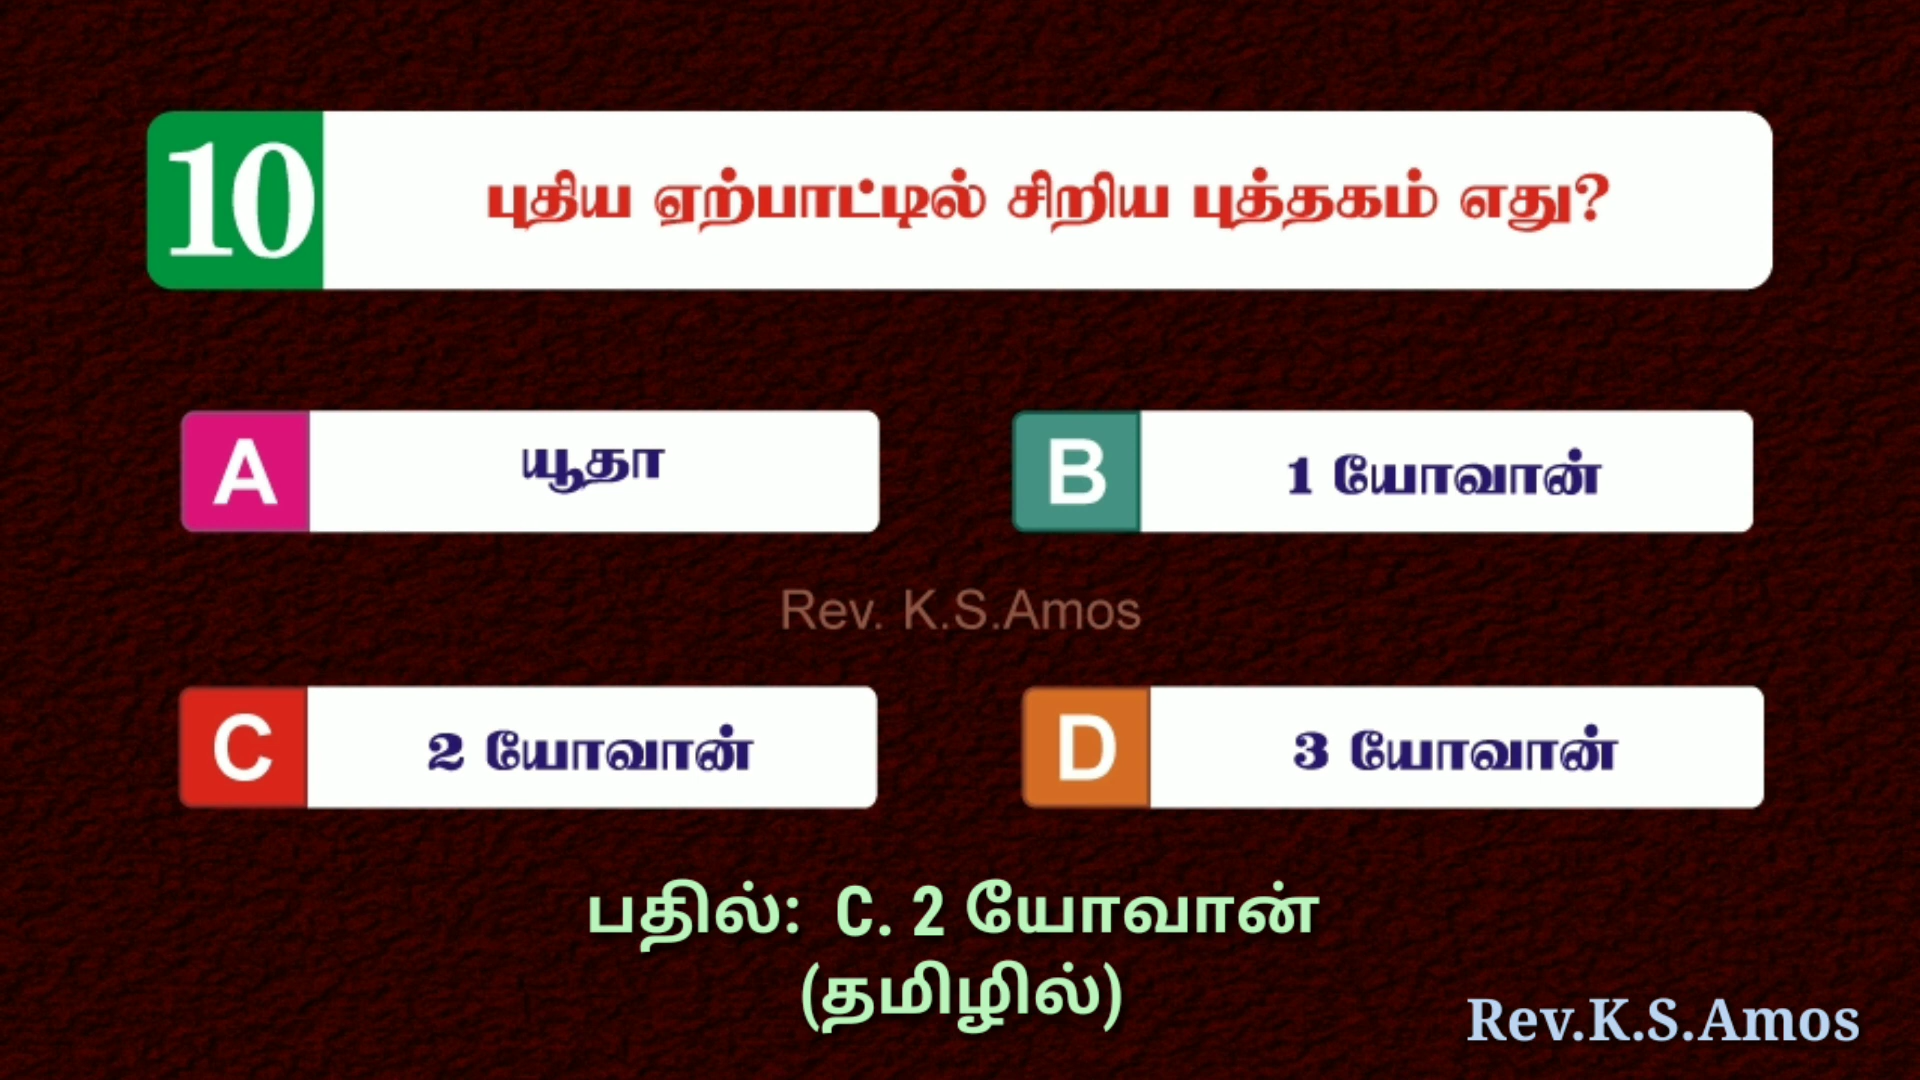 10
புதிய ஏற்பாட்டில் சிறிய புத்தகம் எது?
A யூதா
B 1 யோவான்
Rev. K.S.Amos
C 2 யோவான்
D 3 யோவான்
பதில்: C. 2 யோவான்
(தமிழில்)
Rev.K.S.Amos